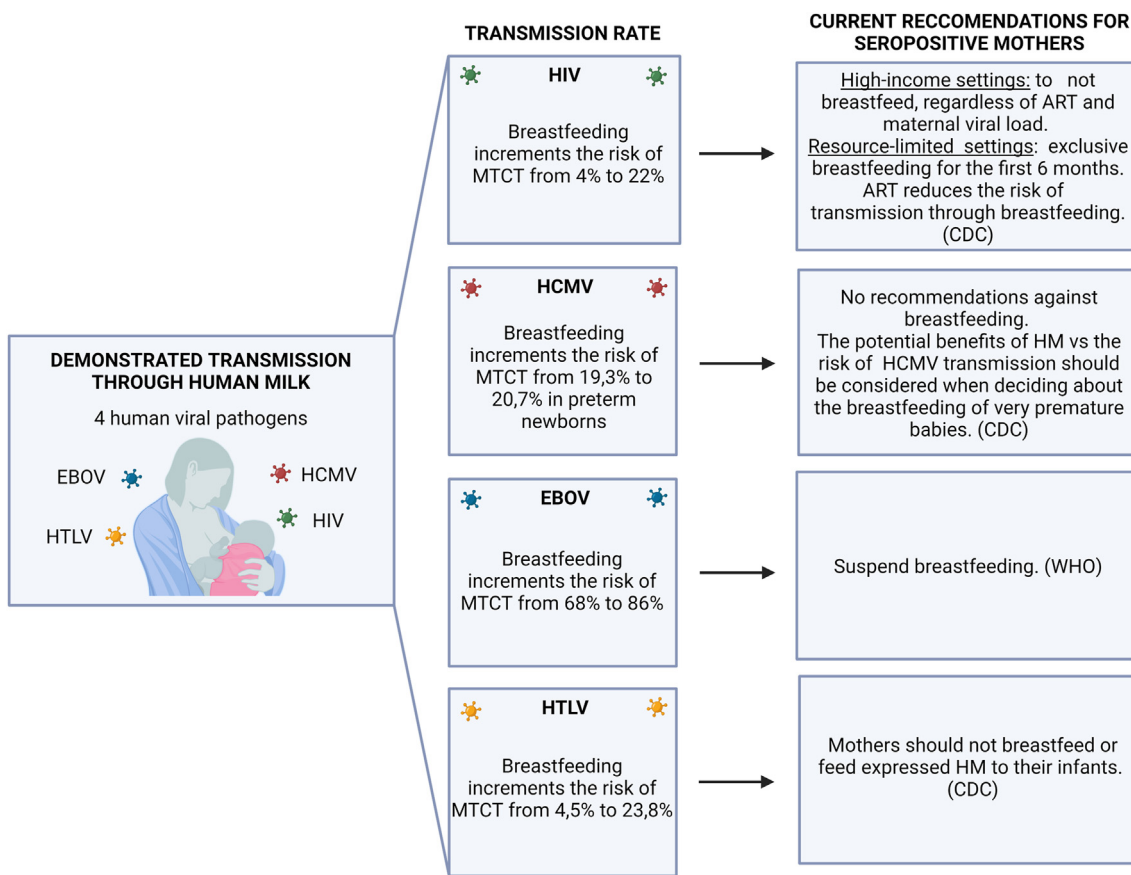 TRANSMISSION RATE
CURRENT RECCOMENDATIONS FOR
SEROPOSITIVE MOTHERS
DEMONSTRATED TRANSMISSION
THROUGH HUMAN MILK
4 human viral pathogens
EBOV
HCMV
HTLV
HIV
HIV
Breastfeeding
increments the risk of
MTCT from 4% to 22%
High-income settings: to not
breastfeed, regardless of ART and
maternal viral load.
Resource-limited settings: exclusive
breastfeeding for the first 6 months.
ART reduces the risk of
transmission through breastfeeding.
(CDC)
HCMV
Breastfeeding
increments the risk of
MTCT from 19,3% to
20,7% in preterm
newborns
No recommendations against
breastfeeding.
The potential benefits of HM vs the
risk of HCMV transmission should
be considered when deciding about
the breastfeeding of very premature
babies. (CDC)
EBOV
Breastfeeding
increments the risk of
MTCT from 68% to 86%
Suspend breastfeeding. (WHO)
HTLV
Breastfeeding
increments the risk of
MTCT from 4,5% to 23,8%
Mothers should not breastfeed or
feed expressed HM to their infants.
(CDC)